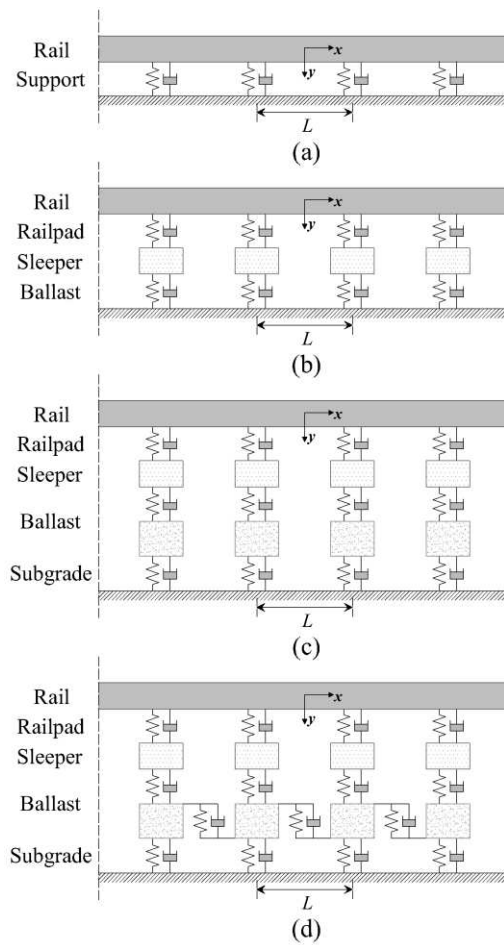 Rail
x
Support
y
L
(a)
Rail
x
Railpad
y
Sleeper
Ballast
L
(b)
Rail
x
Railpad
y
Sleeper
Ballast
Subgrade
L
(c)
Rail
x
Railpad
y
Sleeper
Ballast
Subgrade
L
(d)